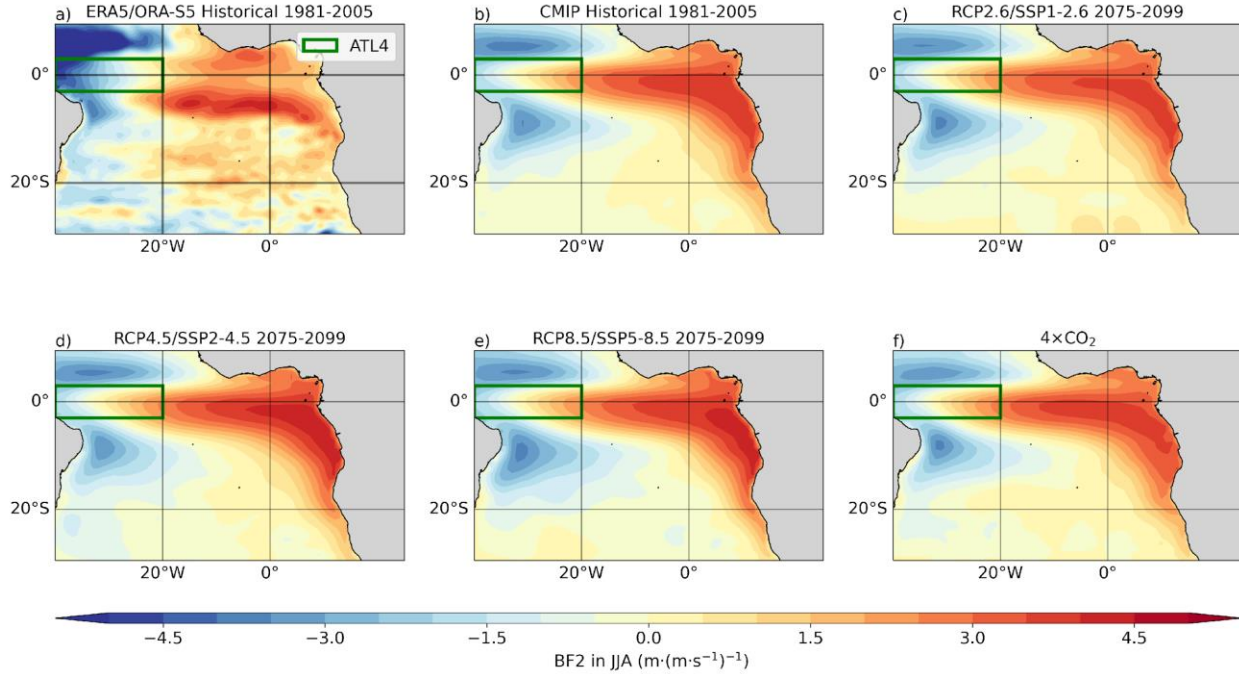 a) ERA5/ORA-S5 Historical 1981-2005
b) CMIP Historical 1981-2005
c) RCP2.6/SSP1-2.6 2075-2099
ATL4
0°
20°S
20°W 0°
0°
20°S
20°W 0°
0°
20°S
20°W 0°
d) RCP4.5/SSP2-4.5 2075-2099
e) RCP8.5/SSP5-8.5 2075-2099
f) 4×CO₂
0°
20°S
20°W 0°
0°
20°S
20°W 0°
0°
20°S
20°W 0°
−4.5 −3.0 −1.5 0.0 1.5 3.0 4.5
BF2 in JJA (m·(m·s⁻¹)⁻¹)